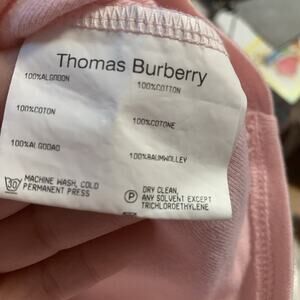 Thomas Burberry
100%ALGODON
100%COTTON
100%COTON
100%COTONE
100%ALGODAO
100%BAUMWOLLEY
30
MACHINE WASH, COLD
PERMANENT PRESS
P
DRY CLEAN,
ANY SOLVENT EXCEPT
TRICHLOROETHYLENE